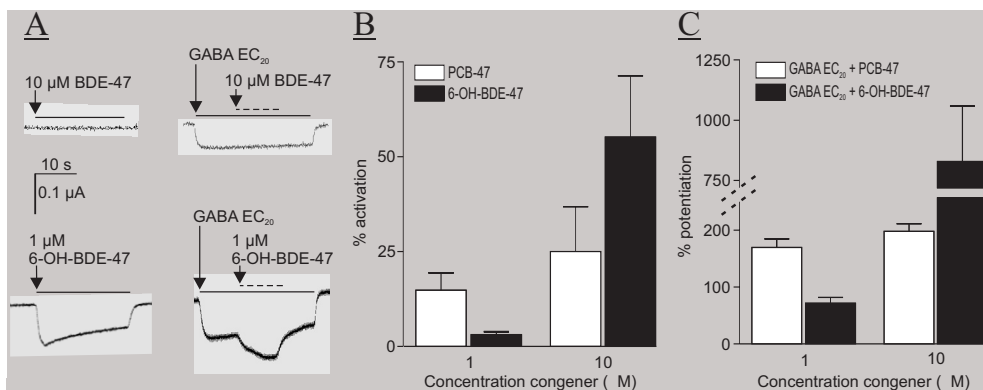 A
10 µM BDE-47
GABA EC20
10 µM BDE-47
10 s
0.1 µA
1 µM
6-OH-BDE-47
GABA EC20
1 µM
6-OH-BDE-47
B
PCB-47
6-OH-BDE-47
% activation
75
50
25
0
1
10
Concentration congener ( M)
C
GABA EC20 + PCB-47
GABA EC20 + 6-OH-BDE-47
% potentiation
1250
1000
750
200
100
0
1
10
Concentration congener ( M)